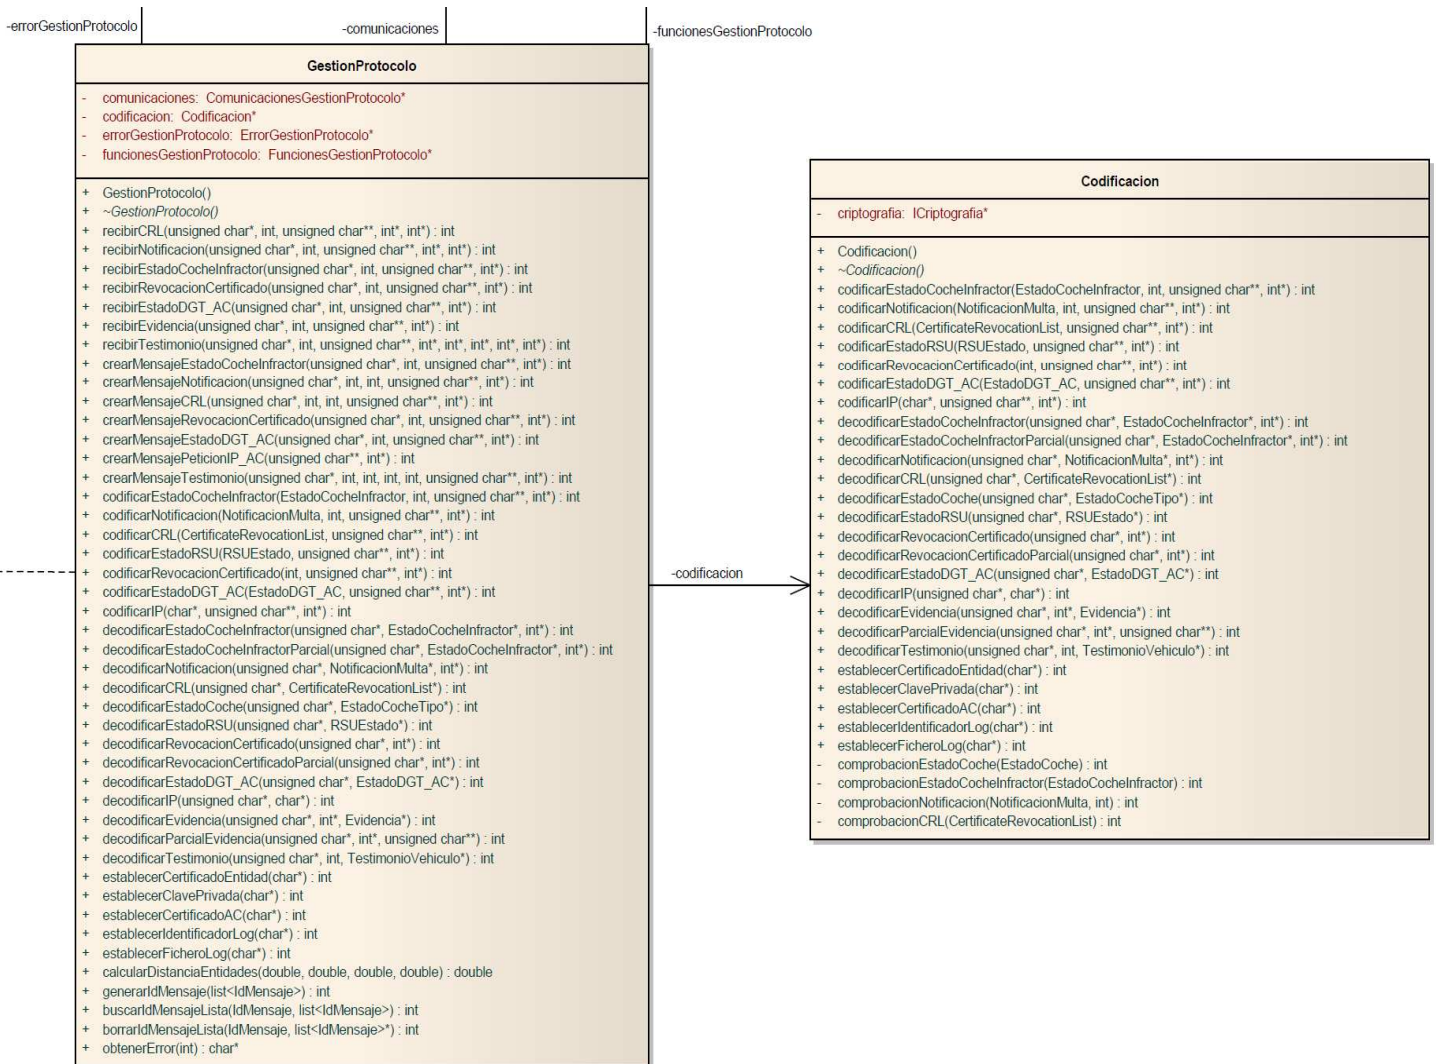 -errorGestionProtocolo
-comunicaciones
-funcionesGestionProtocolo
GestionProtocolo
- comunicaciones: ComunicacionesGestionProtocolo*
- codificacion: Codificacion*
- errorGestionProtocolo: ErrorGestionProtocolo*
- funcionesGestionProtocolo: FuncionesGestionProtocolo*
+ GestionProtocolo()
+ ~GestionProtocolo()
+ recibirCRL(unsigned char*, int, unsigned char**, int*, int*) : int
+ recibirNotificacion(unsigned char*, int, unsigned char**, int*, int*) : int
+ recibirEstadoCocheInfractor(unsigned char*, int, unsigned char**, int*) : int
+ recibirRevocacionCertificado(unsigned char*, int, unsigned char**, int*) : int
+ recibirEstadoDGT_AC(unsigned char*, int, unsigned char**, int*) : int
+ recibirEvidencia(unsigned char*, int, unsigned char**, int*) : int
+ recibirTestimonio(unsigned char*, int, unsigned char**, int*, int*, int*, int*, int*) : int
+ crearMensajeEstadoCocheInfractor(unsigned char*, int, unsigned char**, int*) : int
+ crearMensajeNotificacion(unsigned char*, int, int, unsigned char**, int*) : int
+ crearMensajeCRL(unsigned char*, int, int, unsigned char**, int*) : int
+ crearMensajeRevocacionCertificado(unsigned char*, int, unsigned char**, int*) : int
+ crearMensajeEstadoDGT_AC(unsigned char*, int, unsigned char**, int*) : int
+ crearMensajePeticionIP_AC(unsigned char**, int*) : int
+ crearMensajeTestimonio(unsigned char*, int, int, int, int, unsigned char**, int*) : int
+ codificarEstadoCocheInfractor(EstadoCocheInfractor, int, unsigned char**, int*) : int
+ codificarNotificacion(NotificacionMulta, int, unsigned char**, int*) : int
+ codificarCRL(CertificateRevocationList, unsigned char**, int*) : int
+ codificarEstadoRSU(RSUEstado, unsigned char**, int*) : int
+ codificarRevocacionCertificado(int, unsigned char**, int*) : int
+ codificarEstadoDGT_AC(EstadoDGT_AC, unsigned char**, int*) : int
+ codificarIP(char*, unsigned char**, int*) : int
+ decodificarEstadoCocheInfractor(unsigned char*, EstadoCocheInfractor*, int*) : int
+ decodificarEstadoCocheInfractorParcial(unsigned char*, EstadoCocheInfractor*, int*) : int
+ decodificarNotificacion(unsigned char*, NotificacionMulta*, int*) : int
+ decodificarCRL(unsigned char*, CertificateRevocationList*) : int
+ decodificarEstadoCoche(unsigned char*, EstadoCocheTipo*) : int
+ decodificarEstadoRSU(unsigned char*, RSUEstado*) : int
+ decodificarRevocacionCertificado(unsigned char*, int*) : int
+ decodificarRevocacionCertificadoParcial(unsigned char*, int*) : int
+ decodificarEstadoDGT_AC(unsigned char*, EstadoDGT_AC*) : int
+ decodificarIP(unsigned char*, char*) : int
+ decodificarEvidencia(unsigned char*, int*, Evidencia*) : int
+ decodificarParcialEvidencia(unsigned char*, int*, unsigned char**) : int
+ decodificarTestimonio(unsigned char*, int, TestimonioVehiculo*) : int
+ establecerCertificadoEntidad(char*) : int
+ establecerClavePrivada(char*) : int
+ establecerCertificadoAC(char*) : int
+ establecerIdentificadorLog(char*) : int
+ establecerFicheroLog(char*) : int
+ calcularDistanciaEntidades(double, double, double, double) : double
+ generarIdMensaje(list<IdMensaje>) : int
+ buscarIdMensajeLista(IdMensaje, list<IdMensaje>) : int
+ borrarIdMensajeLista(IdMensaje, list<IdMensaje>*) : int
+ obtenerError(int) : char*
-codificacion
Codificacion
- criptografia: ICriptografia*
+ Codificacion()
+ ~Codificacion()
+ codificarEstadoCocheInfractor(EstadoCocheInfractor, int, unsigned char**, int*) : int
+ codificarNotificacion(NotificacionMulta, int, unsigned char**, int*) : int
+ codificarCRL(CertificateRevocationList, unsigned char**, int*) : int
+ codificarEstadoRSU(RSUEstado, unsigned char**, int*) : int
+ codificarRevocacionCertificado(int, unsigned char**, int*) : int
+ codificarEstadoDGT_AC(EstadoDGT_AC, unsigned char**, int*) : int
+ codificarIP(char*, unsigned char**, int*) : int
+ decodificarEstadoCocheInfractor(unsigned char*, EstadoCocheInfractor*, int*) : int
+ decodificarEstadoCocheInfractorParcial(unsigned char*, EstadoCocheInfractor*, int*) : int
+ decodificarNotificacion(unsigned char*, NotificacionMulta*, int*) : int
+ decodificarCRL(unsigned char*, CertificateRevocationList*) : int
+ decodificarEstadoCoche(unsigned char*, EstadoCocheTipo*) : int
+ decodificarEstadoRSU(unsigned char*, RSUEstado*) : int
+ decodificarRevocacionCertificado(unsigned char*, int*) : int
+ decodificarRevocacionCertificadoParcial(unsigned char*, int*) : int
+ decodificarEstadoDGT_AC(unsigned char*, EstadoDGT_AC*) : int
+ decodificarIP(unsigned char*, char*) : int
+ decodificarEvidencia(unsigned char*, int*, Evidencia*) : int
+ decodificarParcialEvidencia(unsigned char*, int*, unsigned char**) : int
+ decodificarTestimonio(unsigned char*, int, TestimonioVehiculo*) : int
+ establecerCertificadoEntidad(char*) : int
+ establecerClavePrivada(char*) : int
+ establecerCertificadoAC(char*) : int
+ establecerIdentificadorLog(char*) : int
+ establecerFicheroLog(char*) : int
- comprobacionEstadoCoche(EstadoCoche) : int
- comprobacionEstadoCocheInfractor(EstadoCocheInfractor) : int
- comprobacionNotificacion(NotificacionMulta, int) : int
- comprobacionCRL(CertificateRevocationList) : int